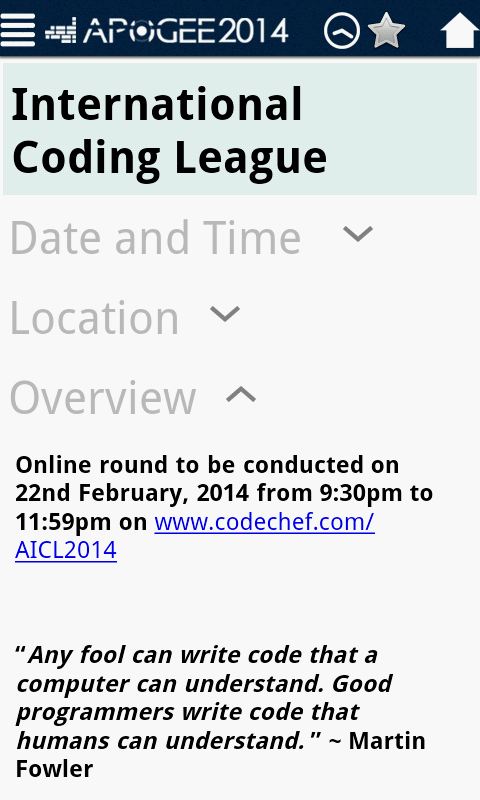 APOGEE2014
International
Coding League
Date and Time
Location
Overview
Online round to be conducted on
22nd February, 2014 from 9:30pm to
11:59pm on www.codechef.com/
AICL2014
“Any fool can write code that a
computer can understand. Good
programmers write code that
humans can understand.” ~ Martin
Fowler